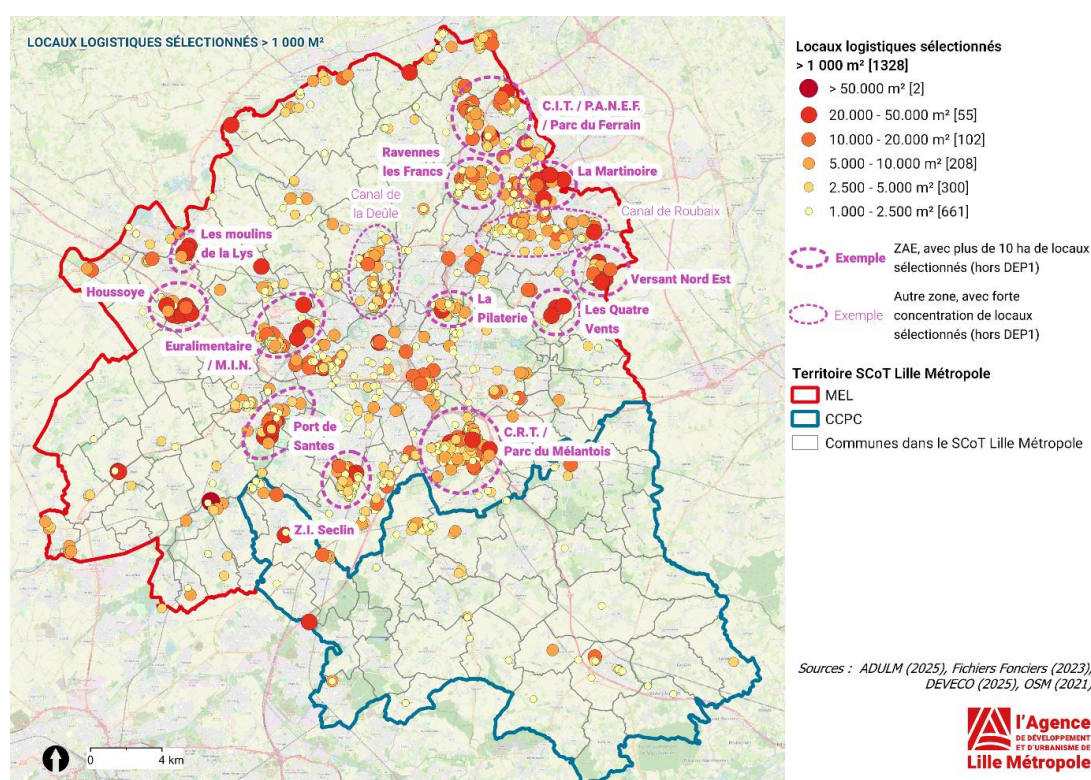 LOCAUX LOGISTIQUES SÉLECTIONNÉS > 1 000 M²
C.I.T. / P.A.N.E.F.
/ Parc du Ferrain
Ravennes
les Francs
La Martinoire
Canal de
la Deûle
Canal de Roubaix
Les moulins
de la Lys
Versant Nord Est
Houssoye
La
Pilaterie
Les Quatre
Vents
Euralimentaire
/ M.I.N.
Port de
Santes
C.R.T. /
Parc du Mélantois
Z.I. Seclin
0
4 km
Locaux logistiques sélectionnés
> 1 000 m² [1328]
> 50.000 m² [2]
20.000 - 50.000 m² [55]
10.000 - 20.000 m² [102]
5.000 - 10.000 m² [208]
2.500 - 5.000 m² [300]
1.000 - 2.500 m² [661]
Exemple
ZAE, avec plus de 10 ha de locaux
sélectionnés (hors DEP1)
Exemple
Autre zone, avec forte
concentration de locaux
sélectionnés (hors DEP1)
Territoire SCoT Lille Métropole
MEL
CCPC
Communes dans le SCoT Lille Métropole
Sources : ADULM (2025), Fichiers Fonciers (2023),
DEVECO (2025), OSM (2021)
l'Agence
DE DÉVELOPPEMENT
ET D'URBANISME DE
Lille Métropole